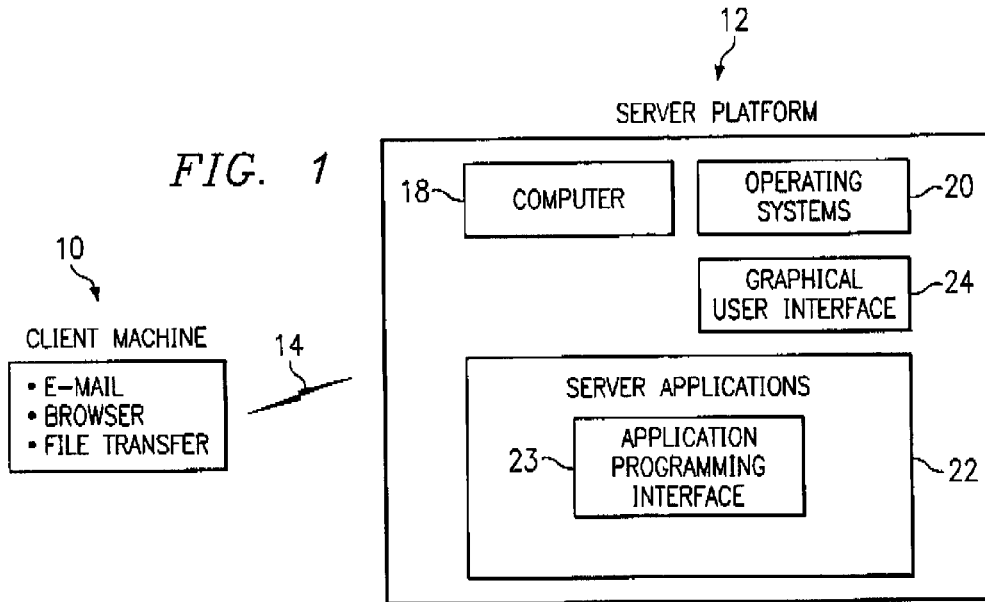 12
SERVER PLATFORM
FIG. 1
18
COMPUTER
OPERATING
SYSTEMS
20
10
GRAPHICAL
USER INTERFACE
24
CLIENT MACHINE
14
• E-MAIL
• BROWSER
• FILE TRANSFER
SERVER APPLICATIONS
23
APPLICATION
PROGRAMMING
INTERFACE
22